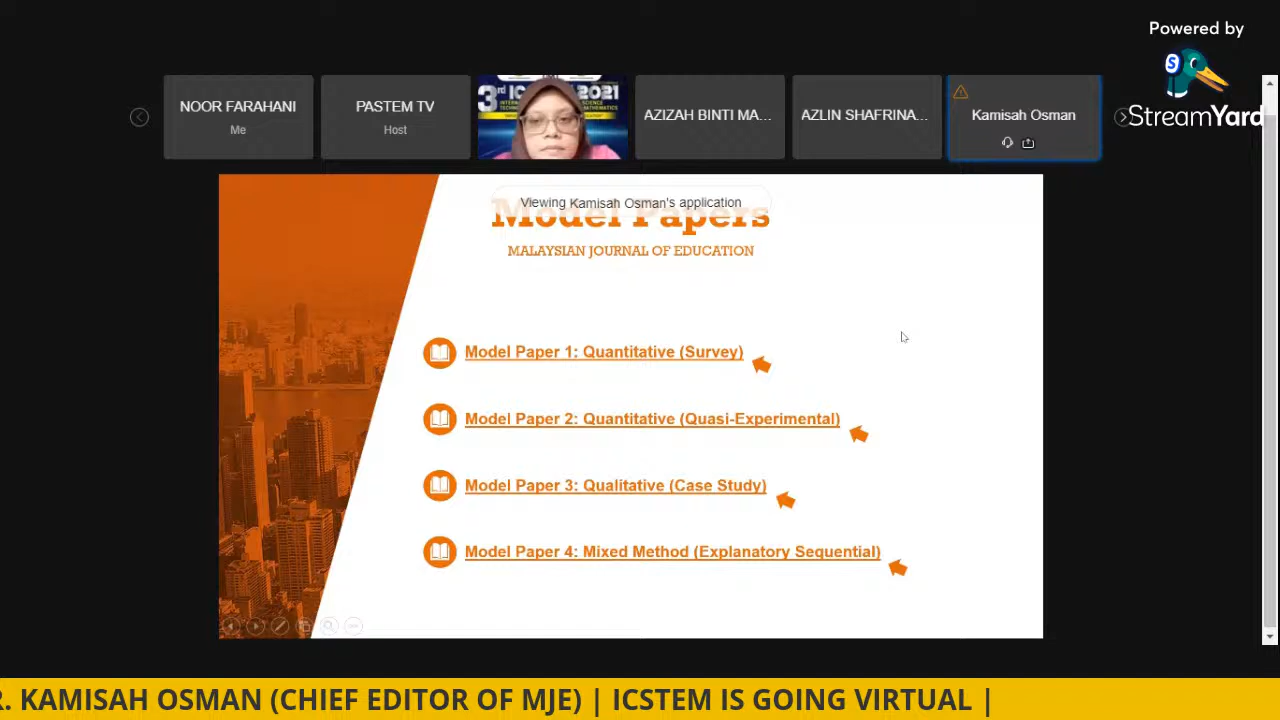 Powered by
S
StreamYard
NOOR FARAHANI
Me
PASTEM TV
Host
3rd IC 2021
AZIZAH BINTI MA...
AZLIN SHAFRINA...
Kamisah Osman
Viewing Kamisah Osman's application
Model Papers
MALAYSIAN JOURNAL OF EDUCATION
Model Paper 1: Quantitative (Survey)
Model Paper 2: Quantitative (Quasi-Experimental)
Model Paper 3: Qualitative (Case Study)
Model Paper 4: Mixed Method (Explanatory Sequential)
R. KAMISAH OSMAN (CHIEF EDITOR OF MJE) | ICSTEM IS GOING VIRTUAL |